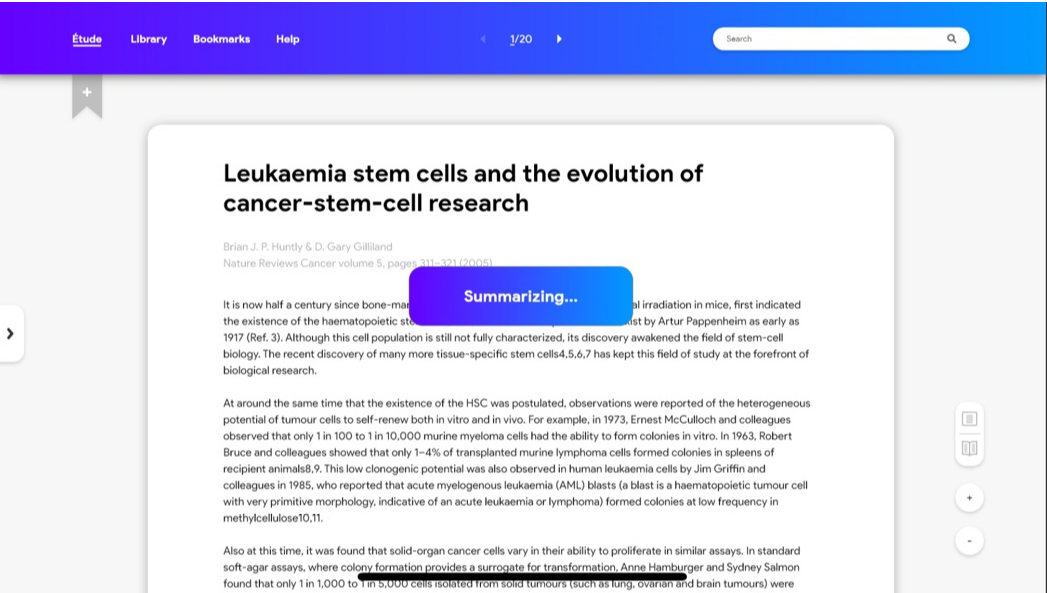 Étude Library Bookmarks Help 1/20 Search
+
Leukaemia stem cells and the evolution of
cancer-stem-cell research
Brian J. P. Huntly & D. Gary Gilliland
Nature Reviews Cancer volume 5, pages 311–321 (2005)
Summarizing...
It is now half a century since bone-mar al irradiation in mice, first indicated
the existence of the haematopoietic ste ist by Artur Pappenheim as early as
1917 (Ref. 3). Although this cell population is still not fully characterized, its discovery awakened the field of stem-cell
biology. The recent discovery of many more tissue-specific stem cells4,5,6,7 has kept this field of study at the forefront of
biological research.
At around the same time that the existence of the HSC was postulated, observations were reported of the heterogeneous
potential of tumour cells to self-renew both in vitro and in vivo. For example, in 1973, Ernest McCulloch and colleagues
observed that only 1 in 100 to 1 in 10,000 murine myeloma cells had the ability to form colonies in vitro. In 1963, Robert
Bruce and colleagues showed that only 1–4% of transplanted murine lymphoma cells formed colonies in spleens of
recipient animals8,9. This low clonogenic potential was also observed in human leukaemia cells by Jim Griffin and
colleagues in 1985, who reported that acute myelogenous leukaemia (AML) blasts (a blast is a haematopoietic tumour cell
with very primitive morphology, indicative of an acute leukaemia or lymphoma) formed colonies at low frequency in
methylcellulose10,11.
Also at this time, it was found that solid-organ cancer cells vary in their ability to proliferate in similar assays. In standard
soft-agar assays, where colony formation provides a surrogate for transformation, Anne Hamburger and Sydney Salmon
found that only 1 in 1,000 to 1 in 5,000 cells isolated from solid tumours (such as lung, ovarian and brain tumours) were
+
-